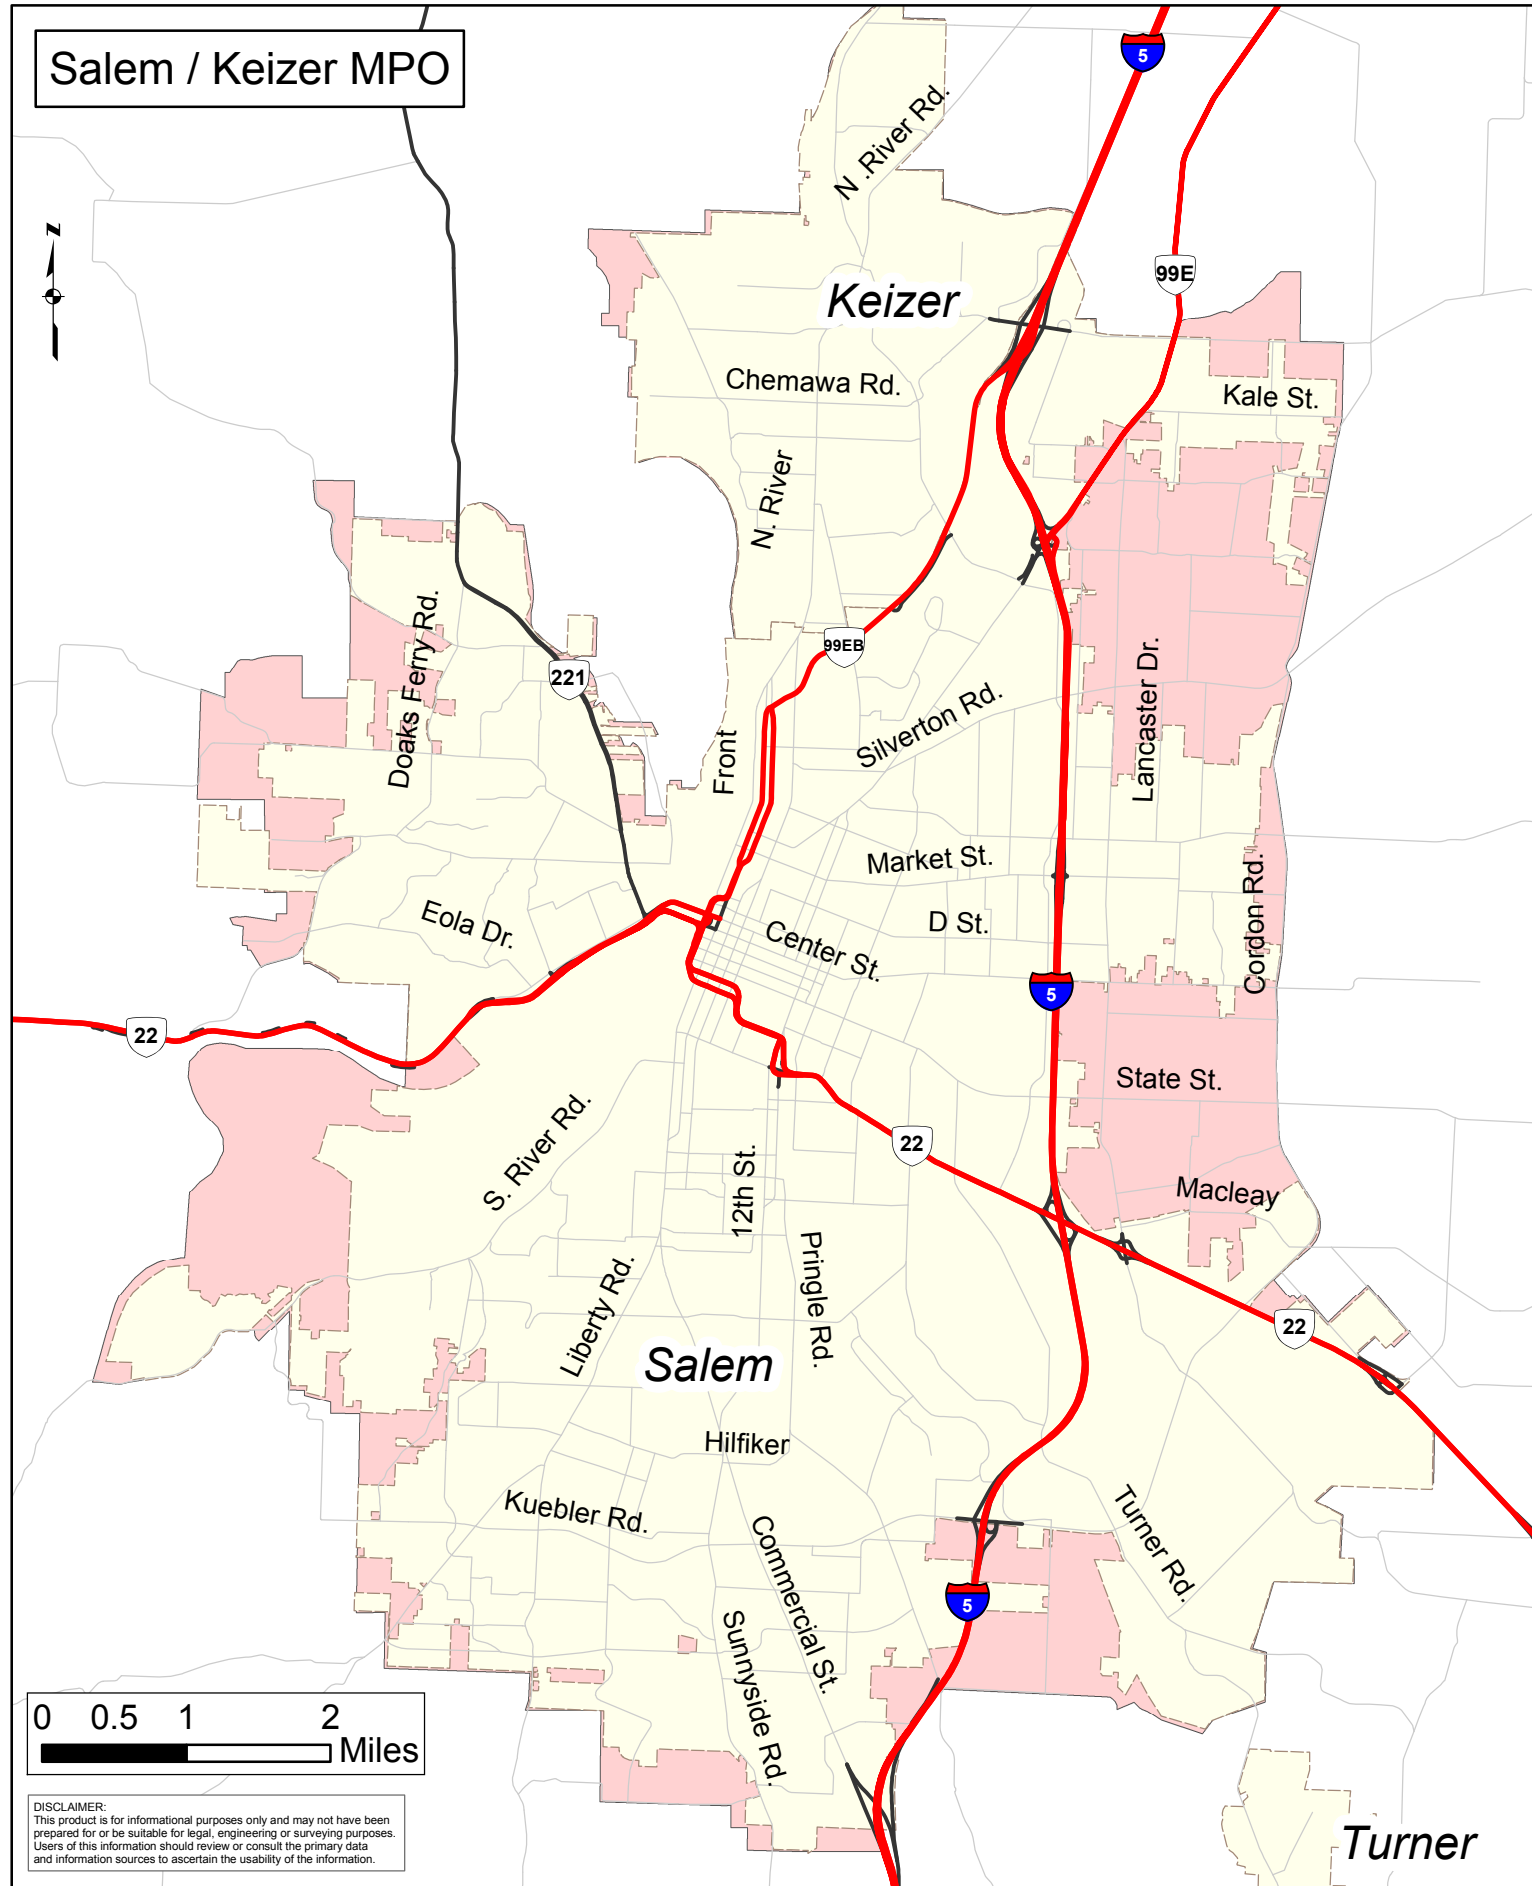 Salem / Keizer MPO
5
N .River Rd.
N
99E
Keizer
Chemawa Rd.
Kale St.
N. River
Doaks Ferry Rd.
99EB
221
Lancaster Dr.
Silverton Rd.
Front
Market St.
Eola Dr.
D St.
Center St.
Cordon Rd.
5
22
State St.
S. River Rd.
22
12th St.
Macleay
Pringle Rd.
Liberty Rd.
22
Salem
Hilfiker
Kuebler Rd.
Turner Rd.
Commercial St.
5
Sunnyside Rd.
0 0.5 1 2
Miles
DISCLAIMER:
This product is for informational purposes only and may not have been
prepared for or be suitable for legal, engineering or surveying purposes.
Users of this information should review or consult the primary data
and information sources to ascertain the usability of the information.
Turner